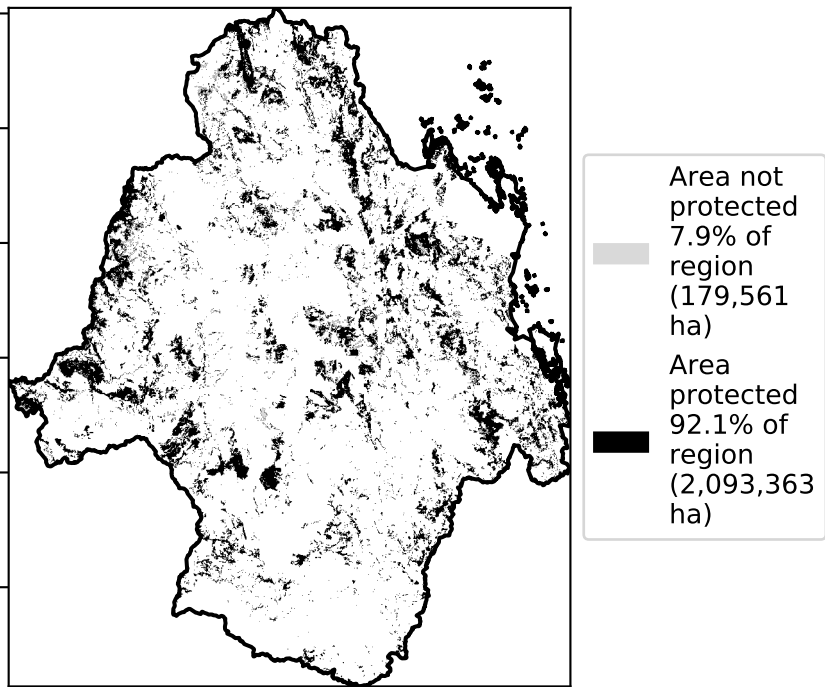 Area not
protected
7.9% of
region
(179,561
ha)
Area
protected
92.1% of
region
(2,093,363
ha)